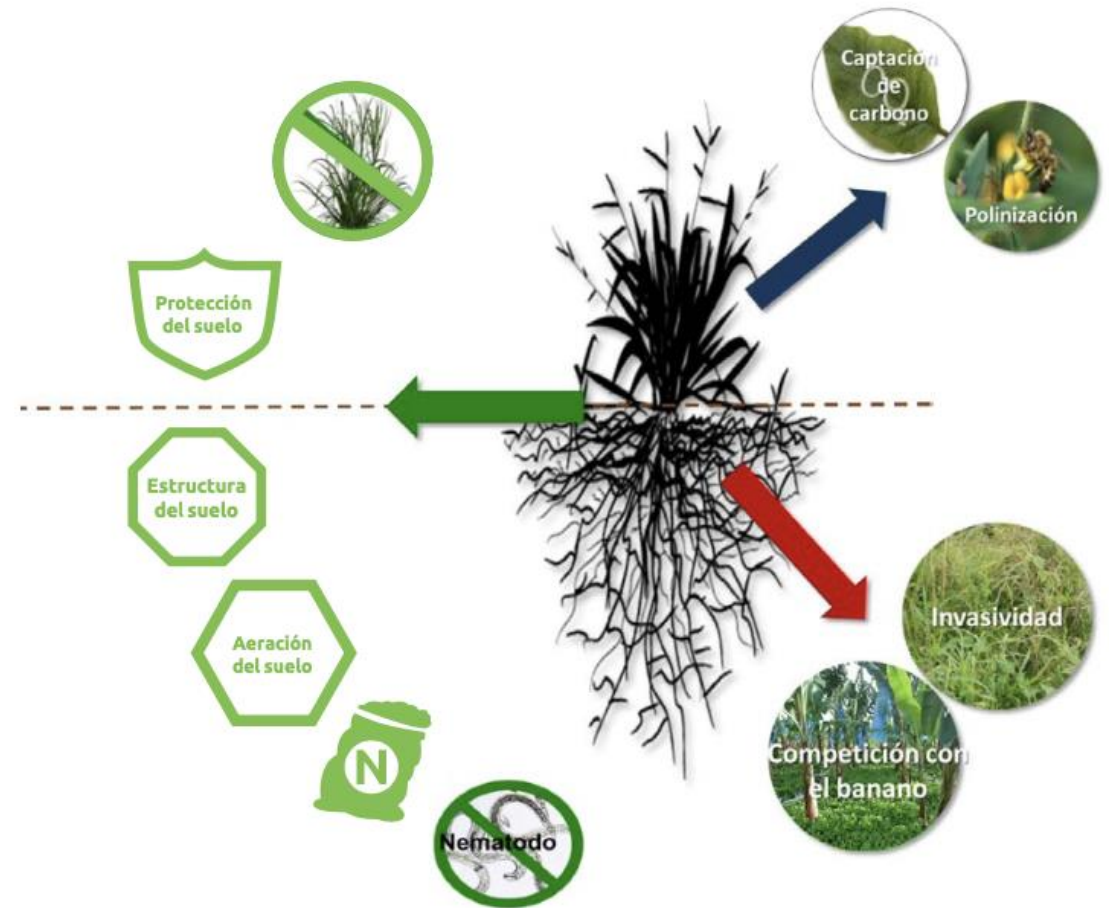 Captación
de
carbono
Polinización
Protección
del suelo
Estructura
del suelo
Aeración
del suelo
N
Nematodo
Invasividad
Competición con
el banano